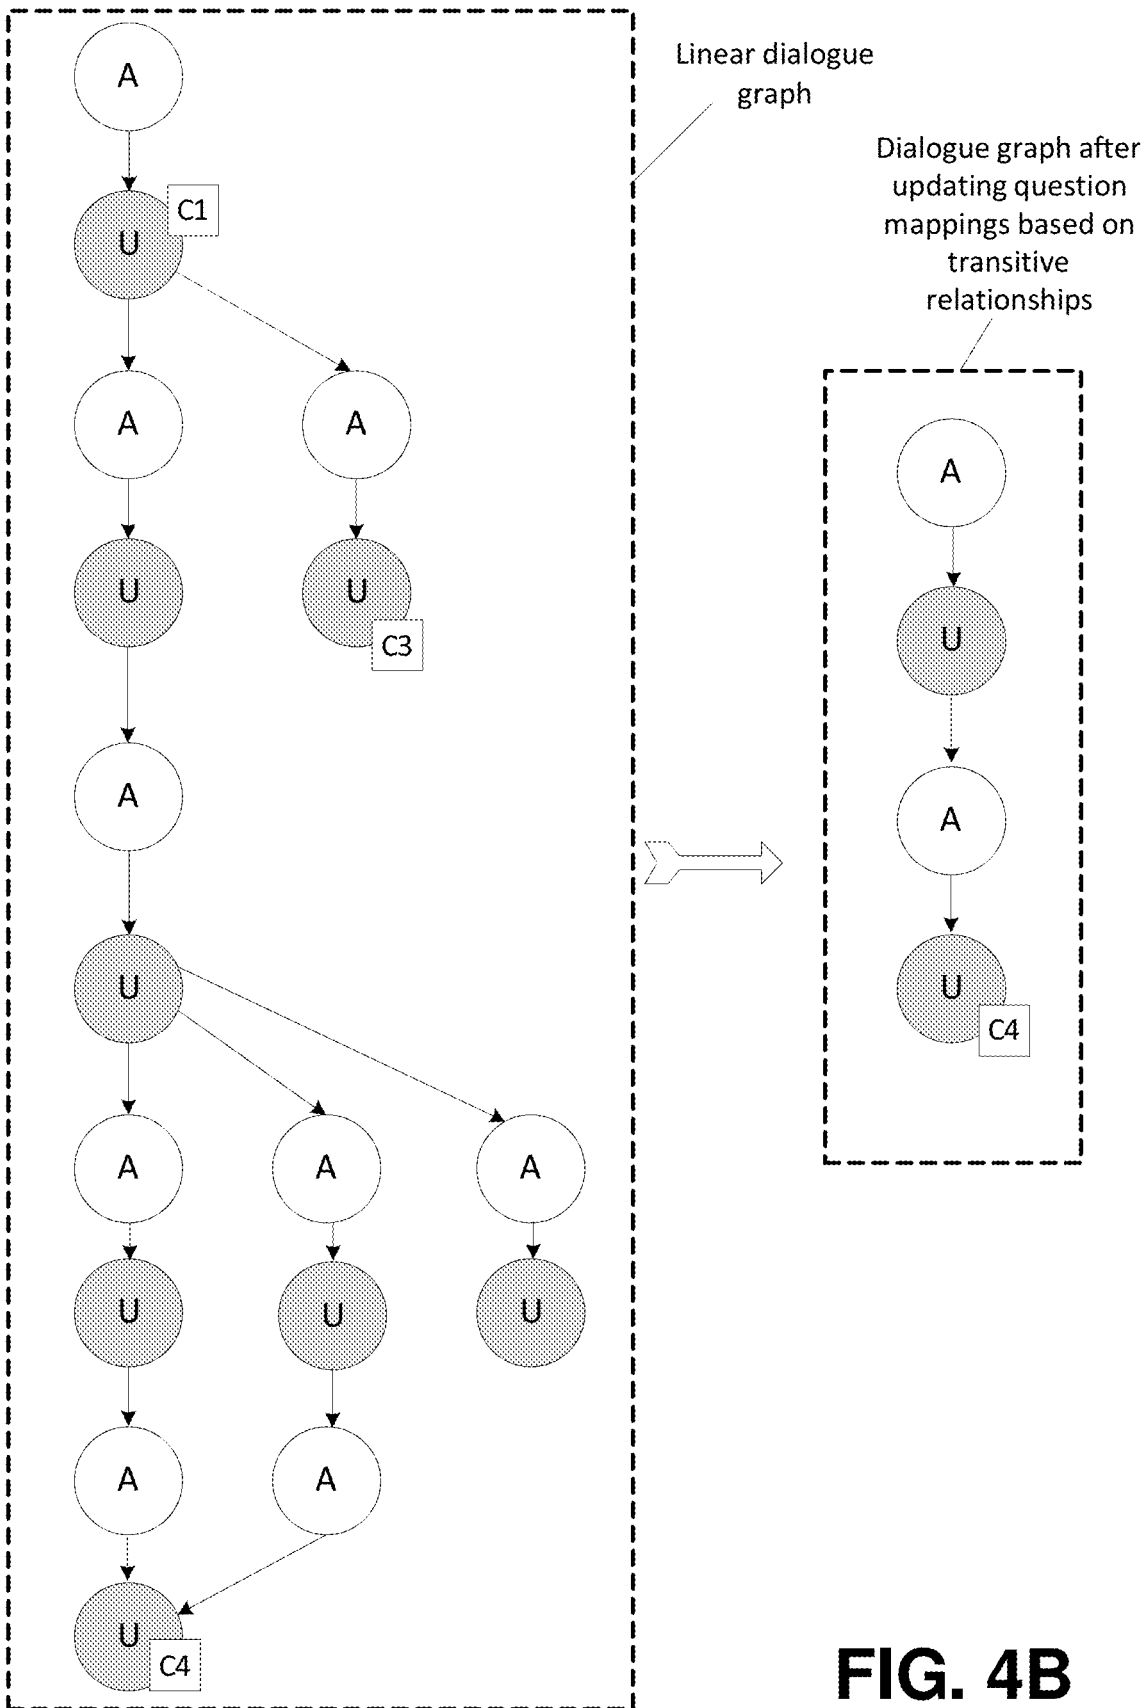 A
Linear dialogue
graph
U
C1
Dialogue graph after
updating question
mappings based on
transitive
relationships
A
A
A
U
U
C3
U
A
A
U
U
C4
A
A
A
U
U
U
A
A
U
C4
FIG. 4B